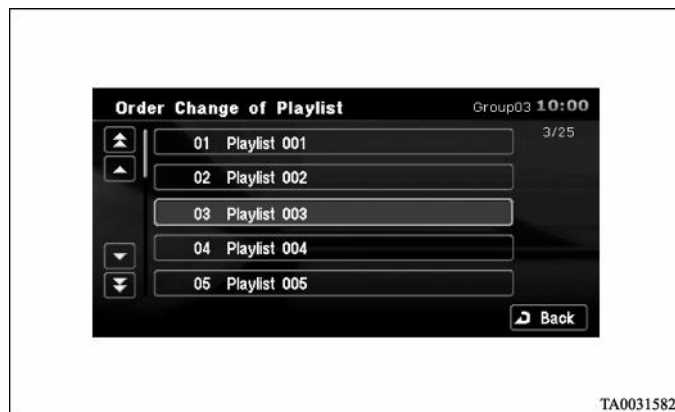 Order Change of Playlist Group03 10:00
3/25
01 Playlist 001
02 Playlist 002
03 Playlist 003
04 Playlist 004
05 Playlist 005
Back
TA0031582